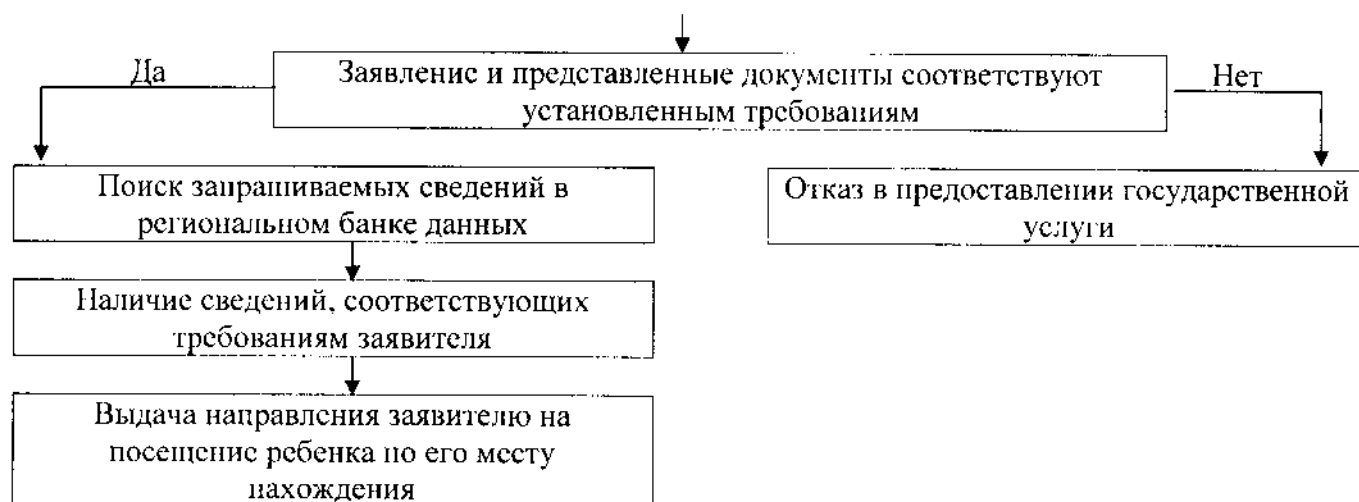 Да
Заявление и представленные документы соответствуют
установленным требованиям
Нет
Поиск запрашиваемых сведений в
региональном банке данных
Отказ в предоставлении государственной
услуги
Наличие сведений, соответствующих
требованиям заявителя
Выдача направления заявителю на
посещение ребенка по его месту
нахождения